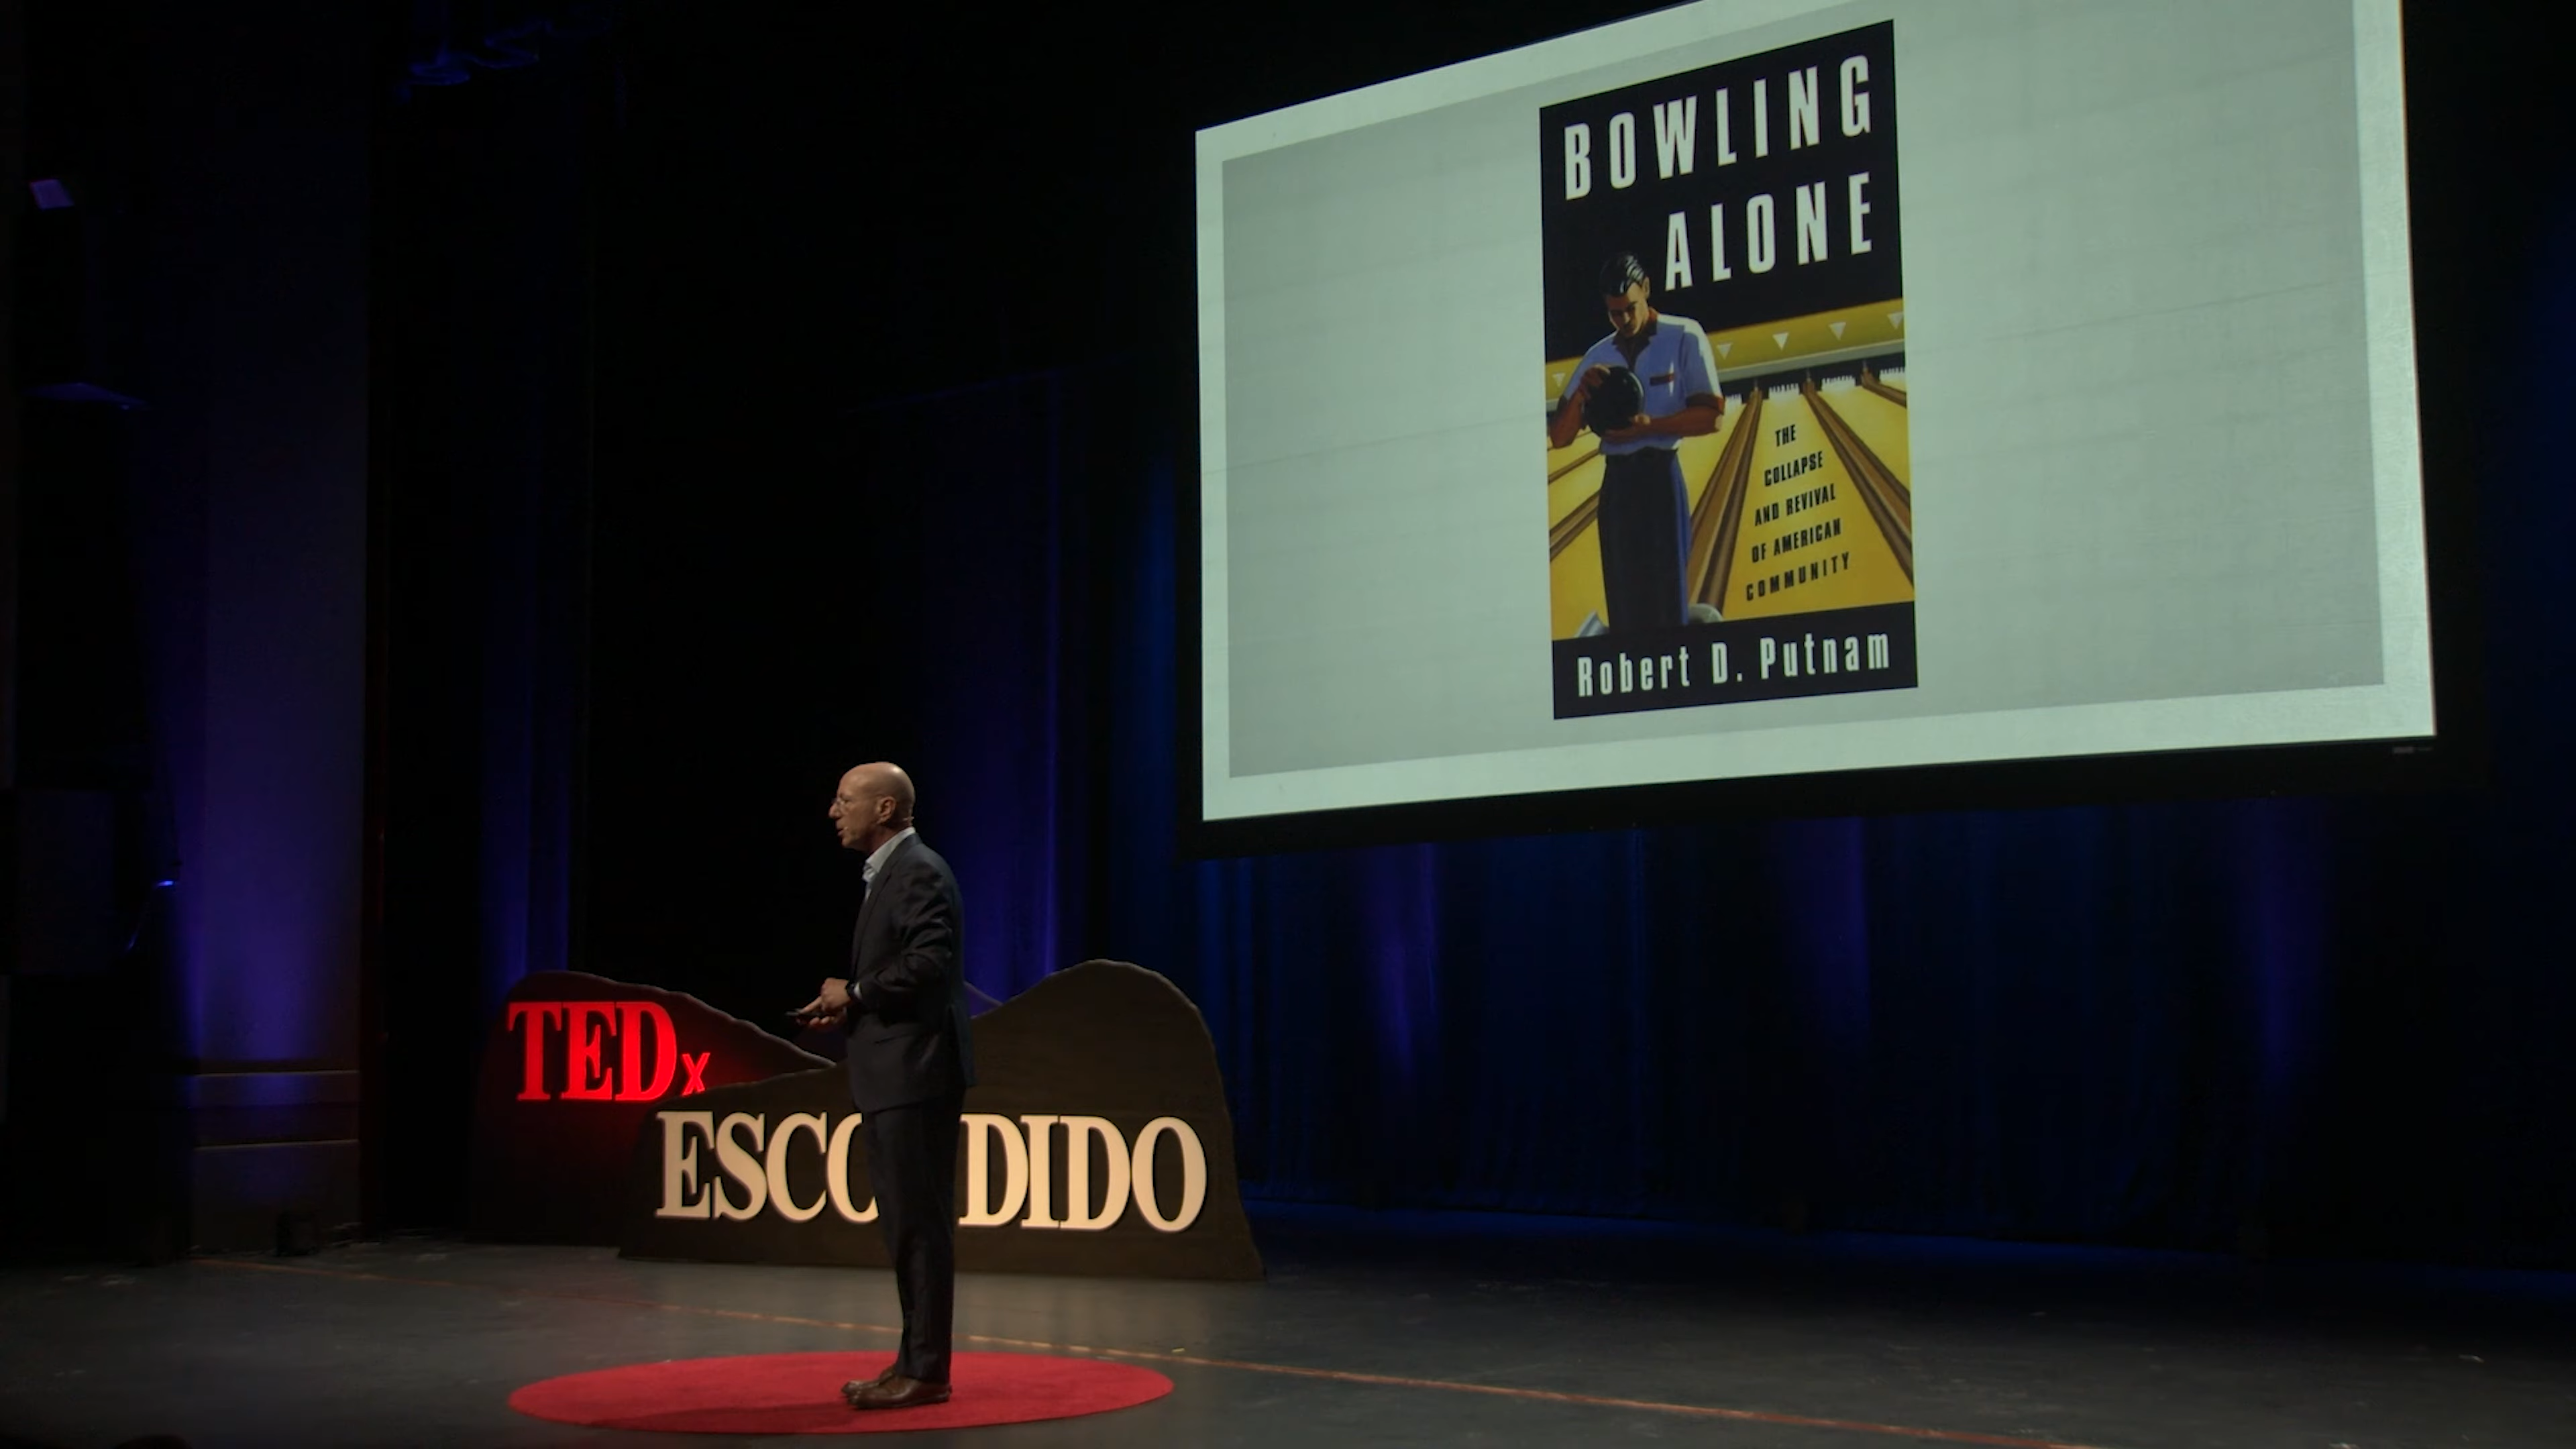 BOWLING
ALONE
THE
COLLAPSE
AND REVIVAL
OF AMERICAN
COMMUNITY
Robert D. Putnam
TEDx
ESCO DIDO